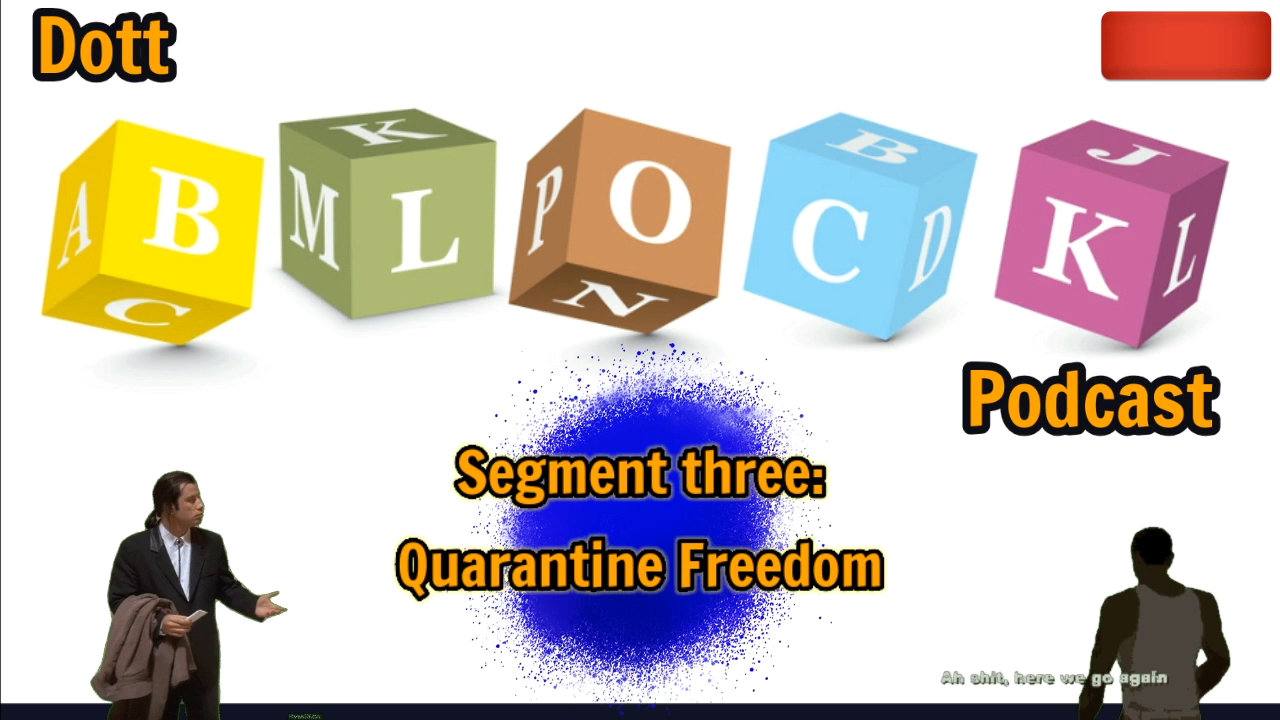 Dott
A B C
K M L
P O N
B C D
J K L
Podcast
Segment three:
Quarantine Freedom
Ah shit, here we go again